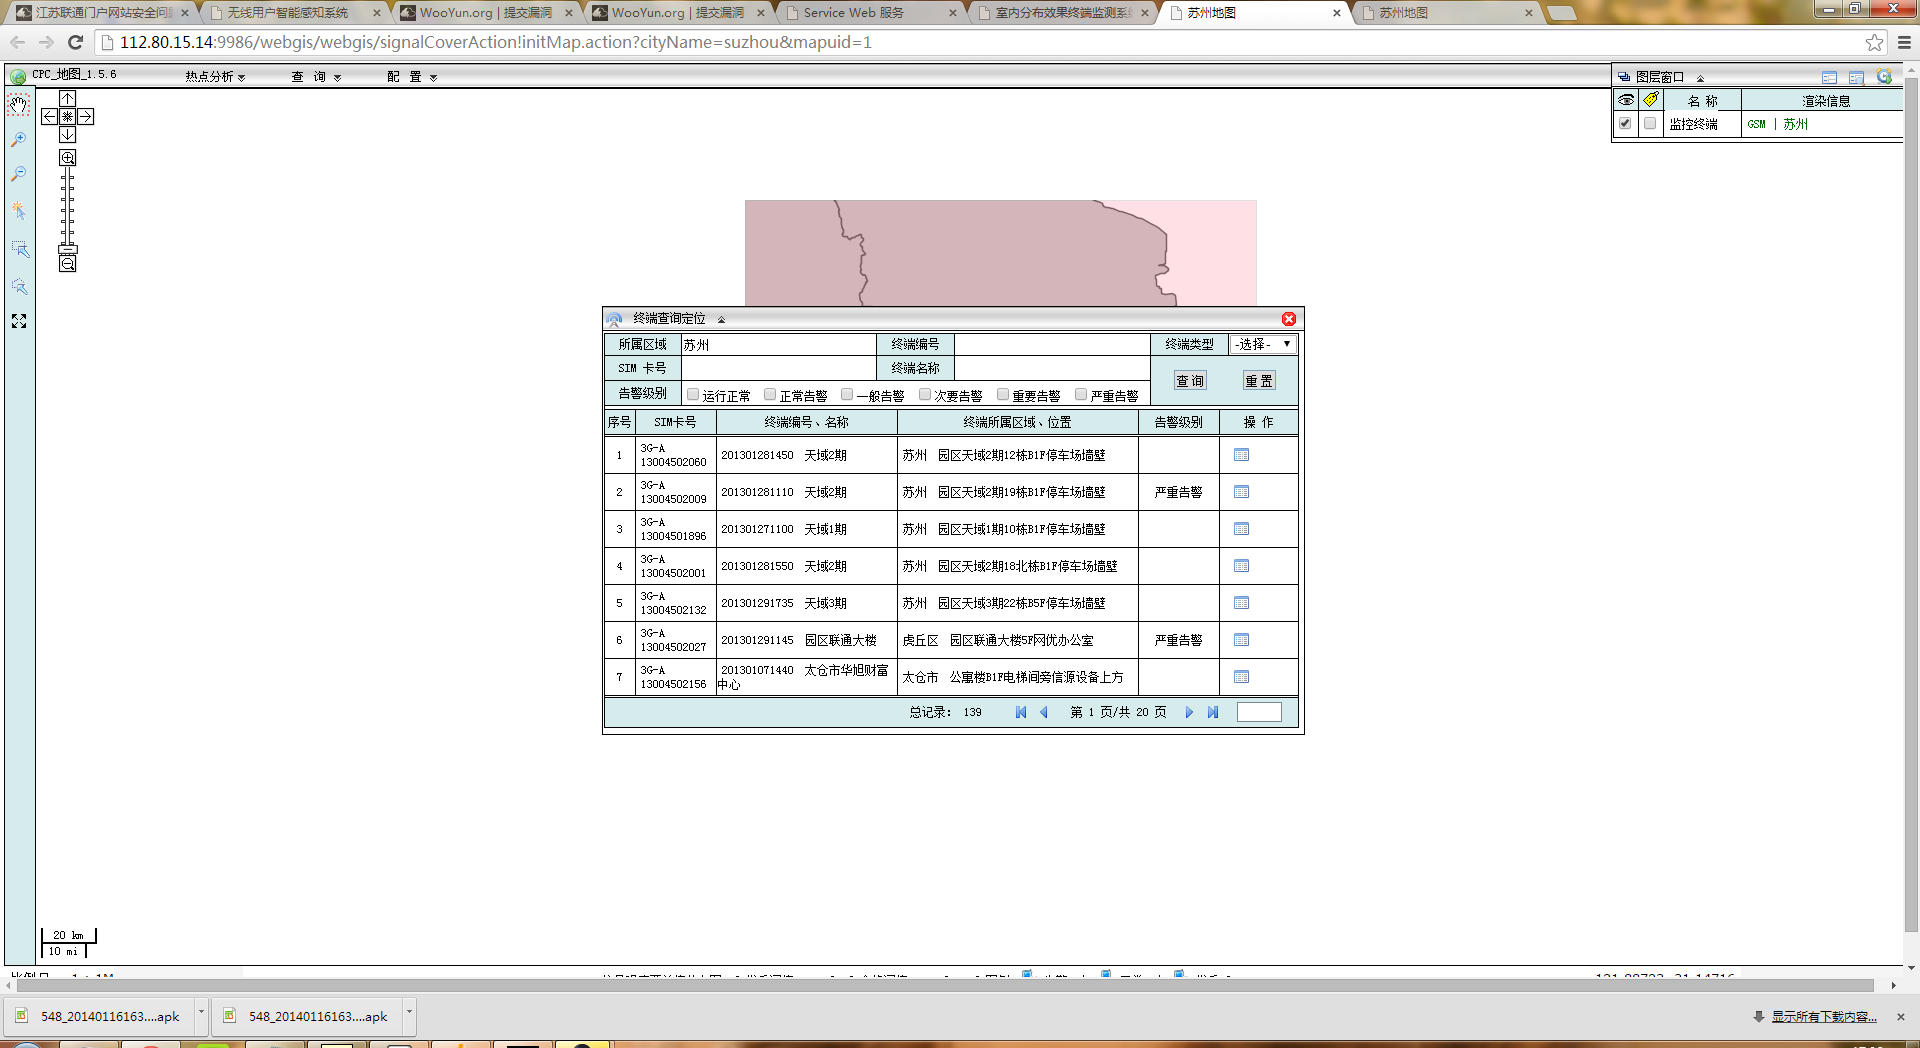 江苏联通门户网站安全问
无线用户智能感知系统
WooYun.org | 提交漏洞
WooYun.org | 提交漏洞
Service Web 服务
室内分布效果终端监测系
苏州地图
苏州地图
112.80.15.14:9986/webgis/webgis/signalCoverAction!initMap.action?cityName=suzhou&mapuid=1
CPC_地图_1.5.6
热点分析
查 询
配 置
图层窗口
名 称 渲染信息
监控终端 GSM | 苏州
终端查询定位
所属区域 苏州 终端编号 终端类型 -选择-
SIM 卡号 终端名称 查询 重置
告警级别 运行正常 正常告警 一般告警 次要告警 重要告警 严重告警
序号 SIM卡号 终端编号、名称 终端所属区域、位置 告警级别 操 作
1 3G-A 13004502060 201301281450 天域2期 苏州 园区天域2期12栋B1F停车场墙壁
2 3G-A 13004502009 201301281110 天域2期 苏州 园区天域2期19栋B1F停车场墙壁 严重告警
3 3G-A 13004501896 201301271100 天域1期 苏州 园区天域1期10栋B1F停车场墙壁
4 3G-A 13004502001 201301281550 天域2期 苏州 园区天域2期18北栋B1F停车场墙壁
5 3G-A 13004502132 201301291735 天域3期 苏州 园区天域3期22栋B5F停车场墙壁
6 3G-A 13004502027 201301291145 园区联通大楼 虎丘区 园区联通大楼5F网优办公室 严重告警
7 3G-A 13004502156 201301071440 太仓市华旭财富中心 太仓市 公寓楼B1F电梯间旁信源设备上方
总记录: 139 第 1 页/共 20 页
20 km
10 mi
548_20140116163....apk
548_20140116163....apk
显示所有下载内容...